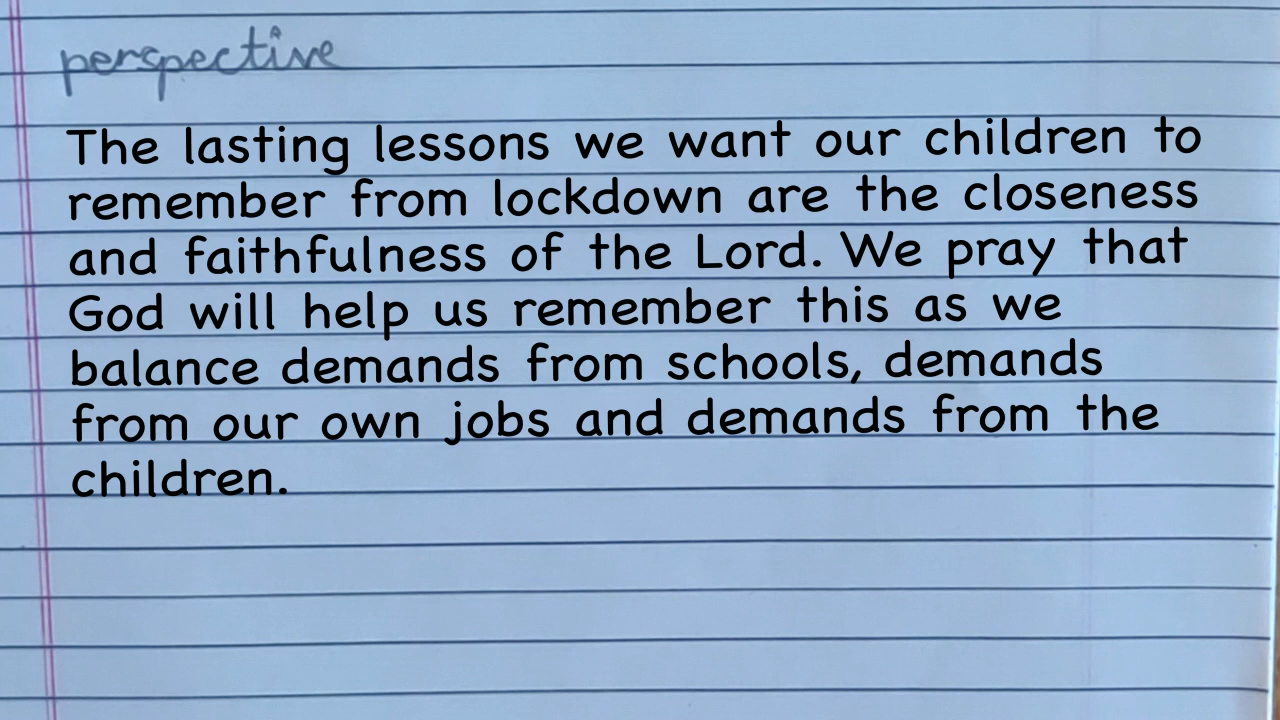 perspective
The lasting lessons we want our children to
remember from lockdown are the closeness
and faithfulness of the Lord. We pray that
God will help us remember this as we
balance demands from schools, demands
from our own jobs and demands from the
children.